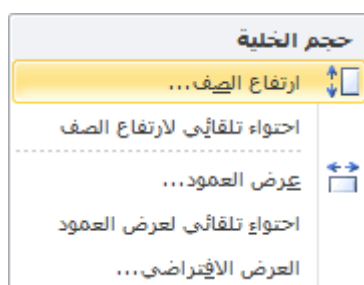 حجم الخلية
ارتفاع الصف...
احتواء تلقائي لارتفاع الصف
عرض العمود...
احتواء تلقائي لعرض العمود
العرض الافتراضي...